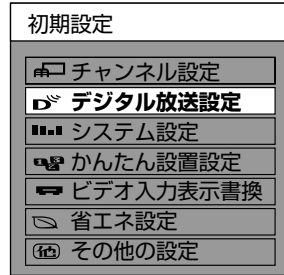 初期設定
チャンネル設定
デジタル放送設定
システム設定
かんたん設置設定
ビデオ入力表示書換
省エネ設定
他 その他の設定